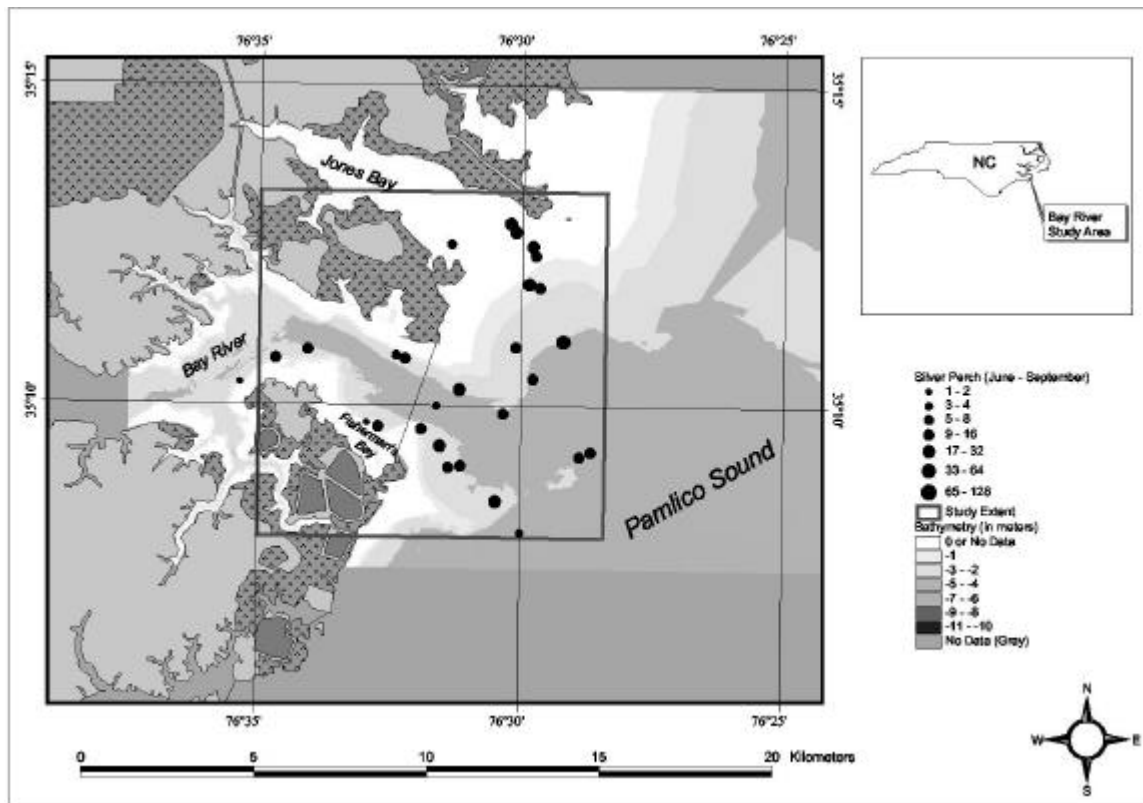 76°35'
76°30'
76°25'
35°15'
35°15'
Jones Bay
NC
Bay River
Study Area
Bay River
35°10'
35°10'
Fisherman's
Bay
Pamlico Sound
Silver Perch (June - September)
1 - 2
3 - 4
5 - 8
9 - 16
17 - 32
33 - 64
65 - 128
Study Extent
Bathymetry (in meters)
0 or No Data
-1
-3 - -2
-5 - -4
-7 - -6
-9 - -8
-11 - -10
No Data (Gray)
76°35'
76°30'
76°25'
0 5 10 15 20 Kilometers
N
W E
S